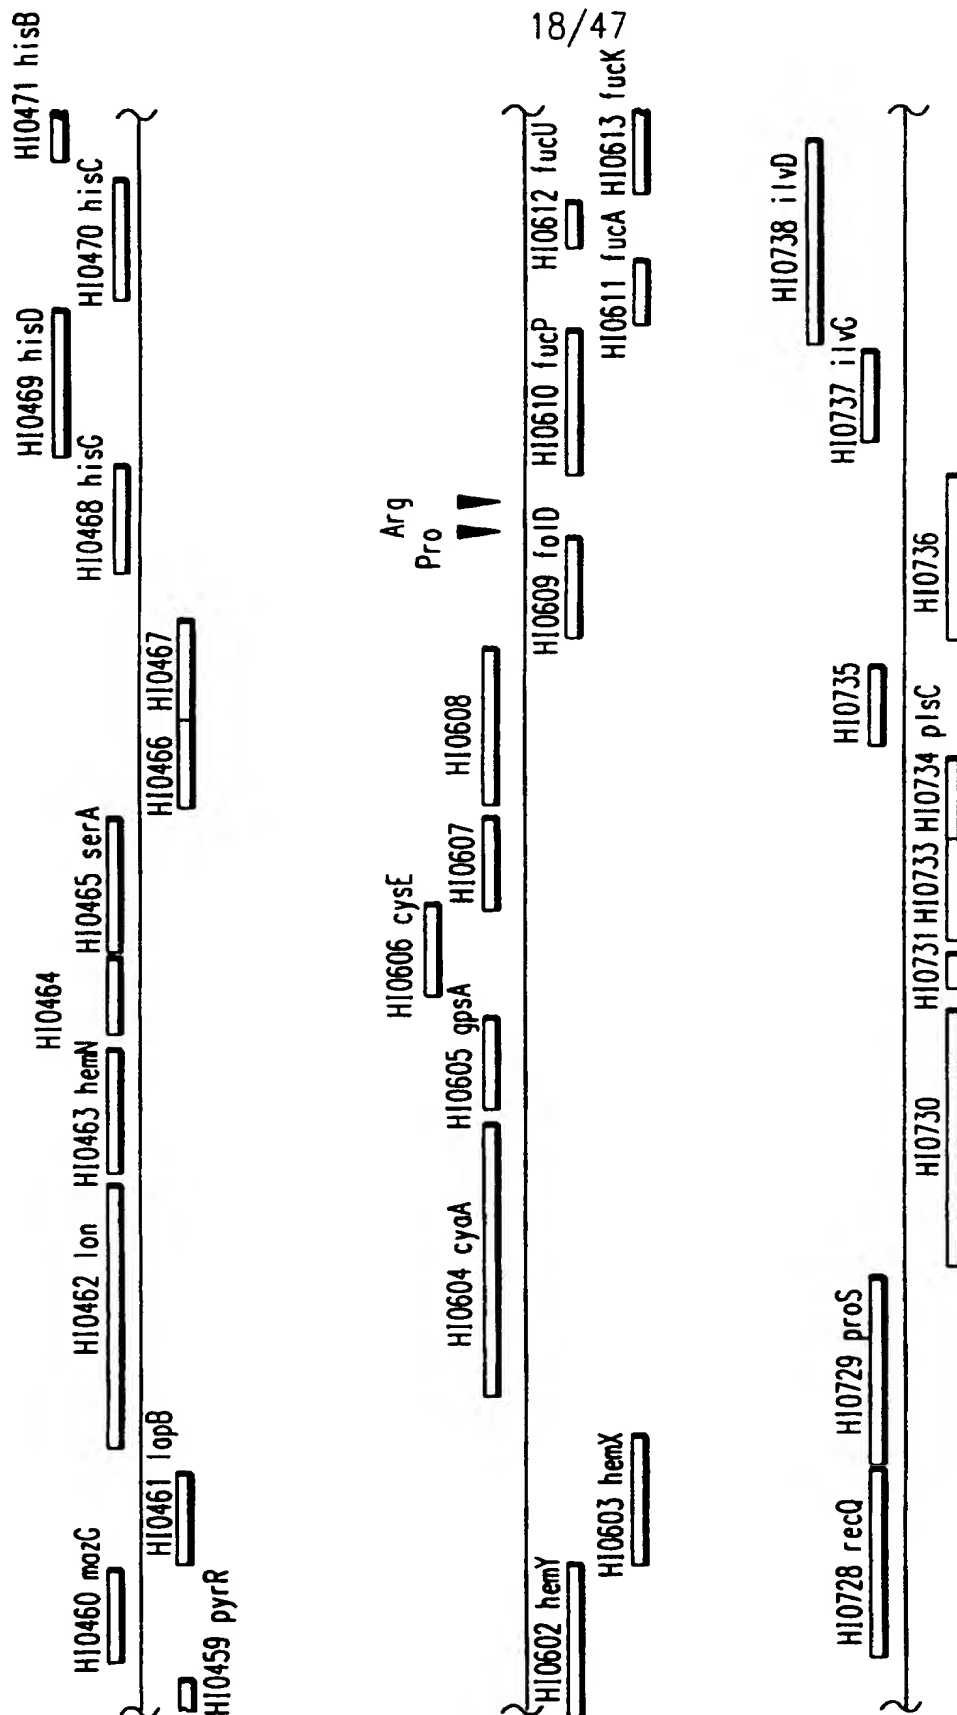 18/47
HI0459 pyrR
HI0460 mazG
HI0461 lapB
HI0462 lon
HI0463 hemN
HI0464
HI0465 serA
HI0466
HI0467
HI0468 hisG
HI0469 hisD
HI0470 hisC
HI0471 hisB
HI0602 hemY
HI0603 hemX
HI0604 cyaA
HI0605 gpsA
HI0606 cysE
HI0607
HI0608
HI0609 folD
Pro
Arg
HI0610 fucP
HI0611 fucA
HI0612 fucU
HI0613 fucK
HI0728 recQ
HI0729 proS
HI0730
HI0731
HI0733
HI0734 plsC
HI0735
HI0736
HI0737 ilvG
HI0738 ilvD